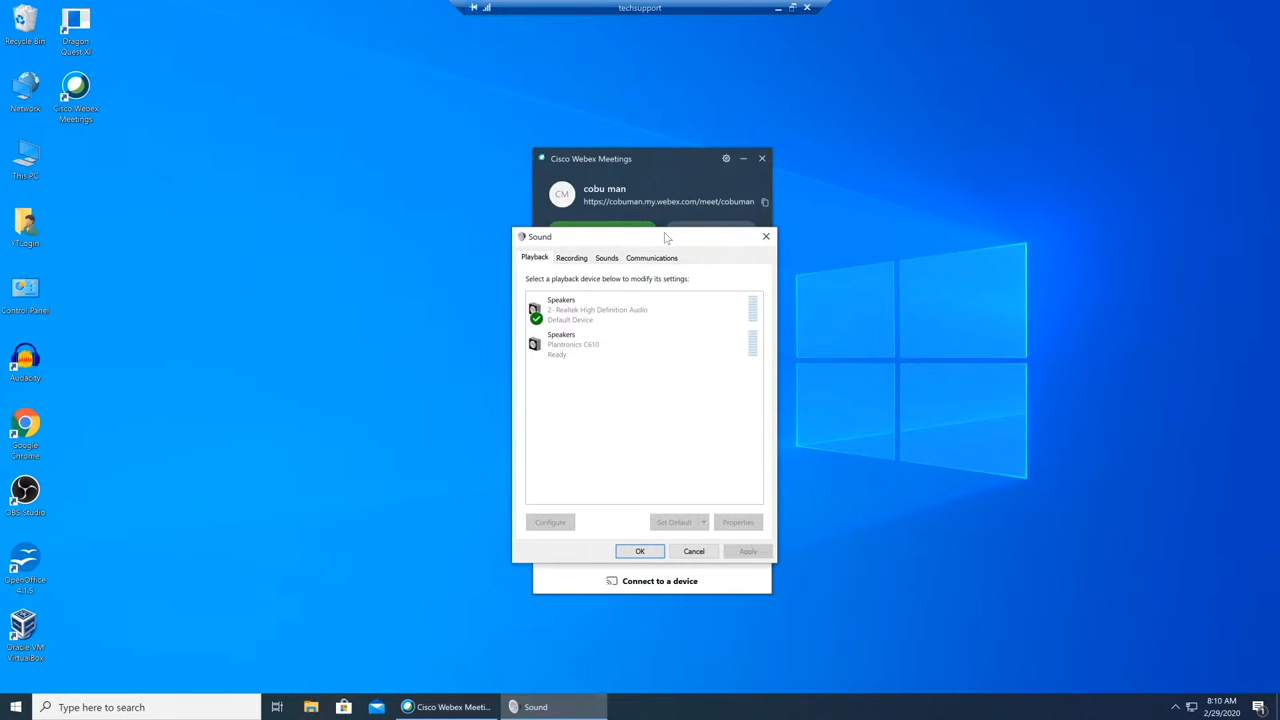 techsupport
Recycle Bin
Dragon
Quest XI
Network
Cisco Webex
Meetings
This PC
YTLogin
Control Panel
Audacity
Google
Chrome
OBS Studio
OpenOffice
4.1.5
Oracle VM
VirtualBox
Cisco Webex Meetings
CM
cobu man
https://cobuman.my.webex.com/meet/cobuman
Sound
Playback
Recording
Sounds
Communications
Select a playback device below to modify its settings:
Speakers
2- Realtek High Definition Audio
Default Device
Speakers
Plantronics C610
Ready
Configure
Set Default
Properties
OK
Cancel
Apply
Connect to a device
Type here to search
Cisco Webex Meeti...
Sound
8:10 AM
2/29/2020